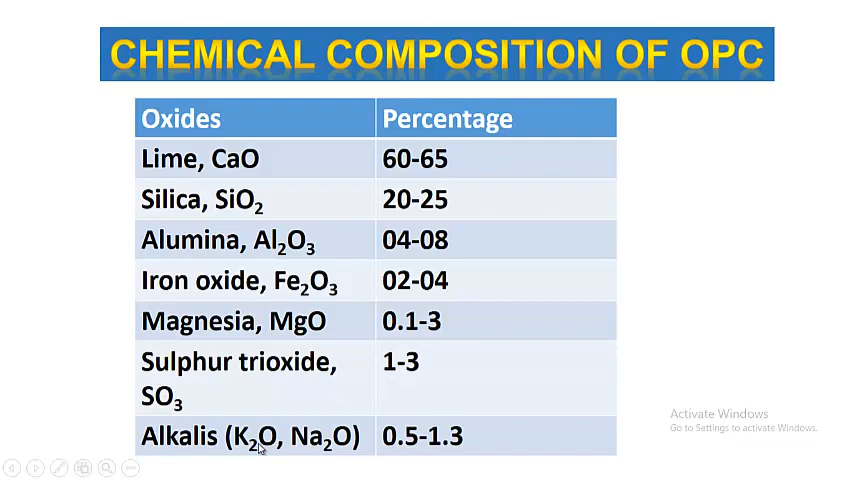 CHEMICAL COMPOSITION OF OPC
Oxides Percentage
Lime, CaO 60-65
Silica, SiO₂ 20-25
Alumina, Al₂O₃ 04-08
Iron oxide, Fe₂O₃ 02-04
Magnesia, MgO 0.1-3
Sulphur trioxide, 1-3
SO₃
Alkalis (K₂O, Na₂O) 0.5-1.3
Activate Windows
Go to Settings to activate Windows.